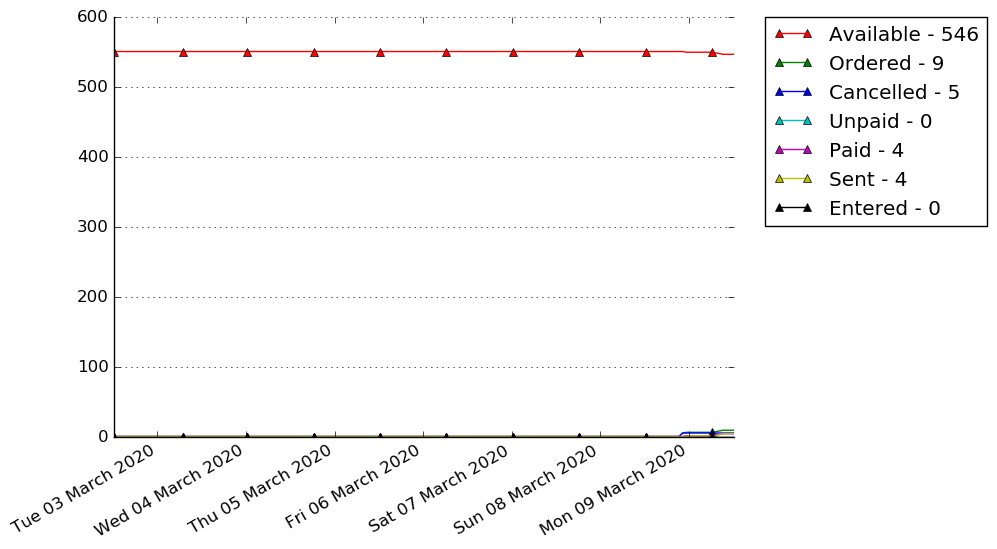 600
500
400
300
200
100
0
Tue 03 March 2020
Wed 04 March 2020
Thu 05 March 2020
Fri 06 March 2020
Sat 07 March 2020
Sun 08 March 2020
Mon 09 March 2020
Available - 546
Ordered - 9
Cancelled - 5
Unpaid - 0
Paid - 4
Sent - 4
Entered - 0